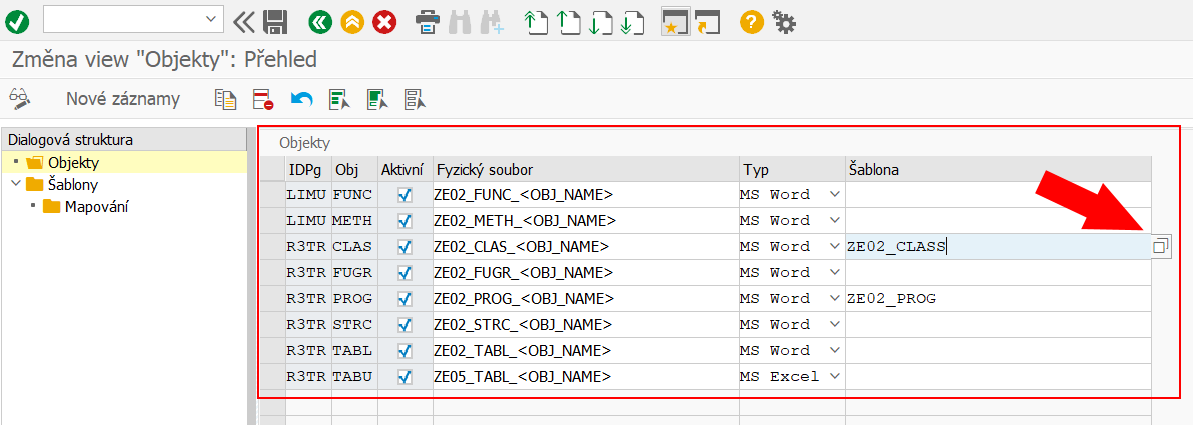 Změna view "Objekty": Přehled
Nové záznamy
Dialogová struktura
Objekty
Šablony
Mapování
Objekty
IDPg Obj Aktivní Fyzický soubor Typ Šablona
LIMU FUNC ZE02_FUNC_<OBJ_NAME> MS Word
LIMU METH ZE02_METH_<OBJ_NAME> MS Word
R3TR CLAS ZE02_CLAS_<OBJ_NAME> MS Word ZE02_CLASS
R3TR FUGR ZE02_FUGR_<OBJ_NAME> MS Word
R3TR PROG ZE02_PROG_<OBJ_NAME> MS Word ZE02_PROG
R3TR STRC ZE02_STRC_<OBJ_NAME> MS Word
R3TR TABL ZE02_TABL_<OBJ_NAME> MS Word
R3TR TABU ZE05_TABL_<OBJ_NAME> MS Excel